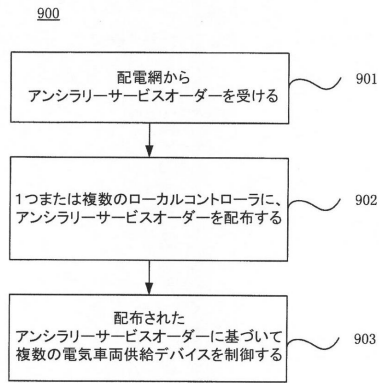 900
配電網から
アンシラリーサービスオーダーを受ける
901
1つまたは複数のローカルコントローラに、
アンシラリーサービスオーダーを配布する
902
配布された
アンシラリーサービスオーダーに基づいて
複数の電気車両供給デバイスを制御する
903